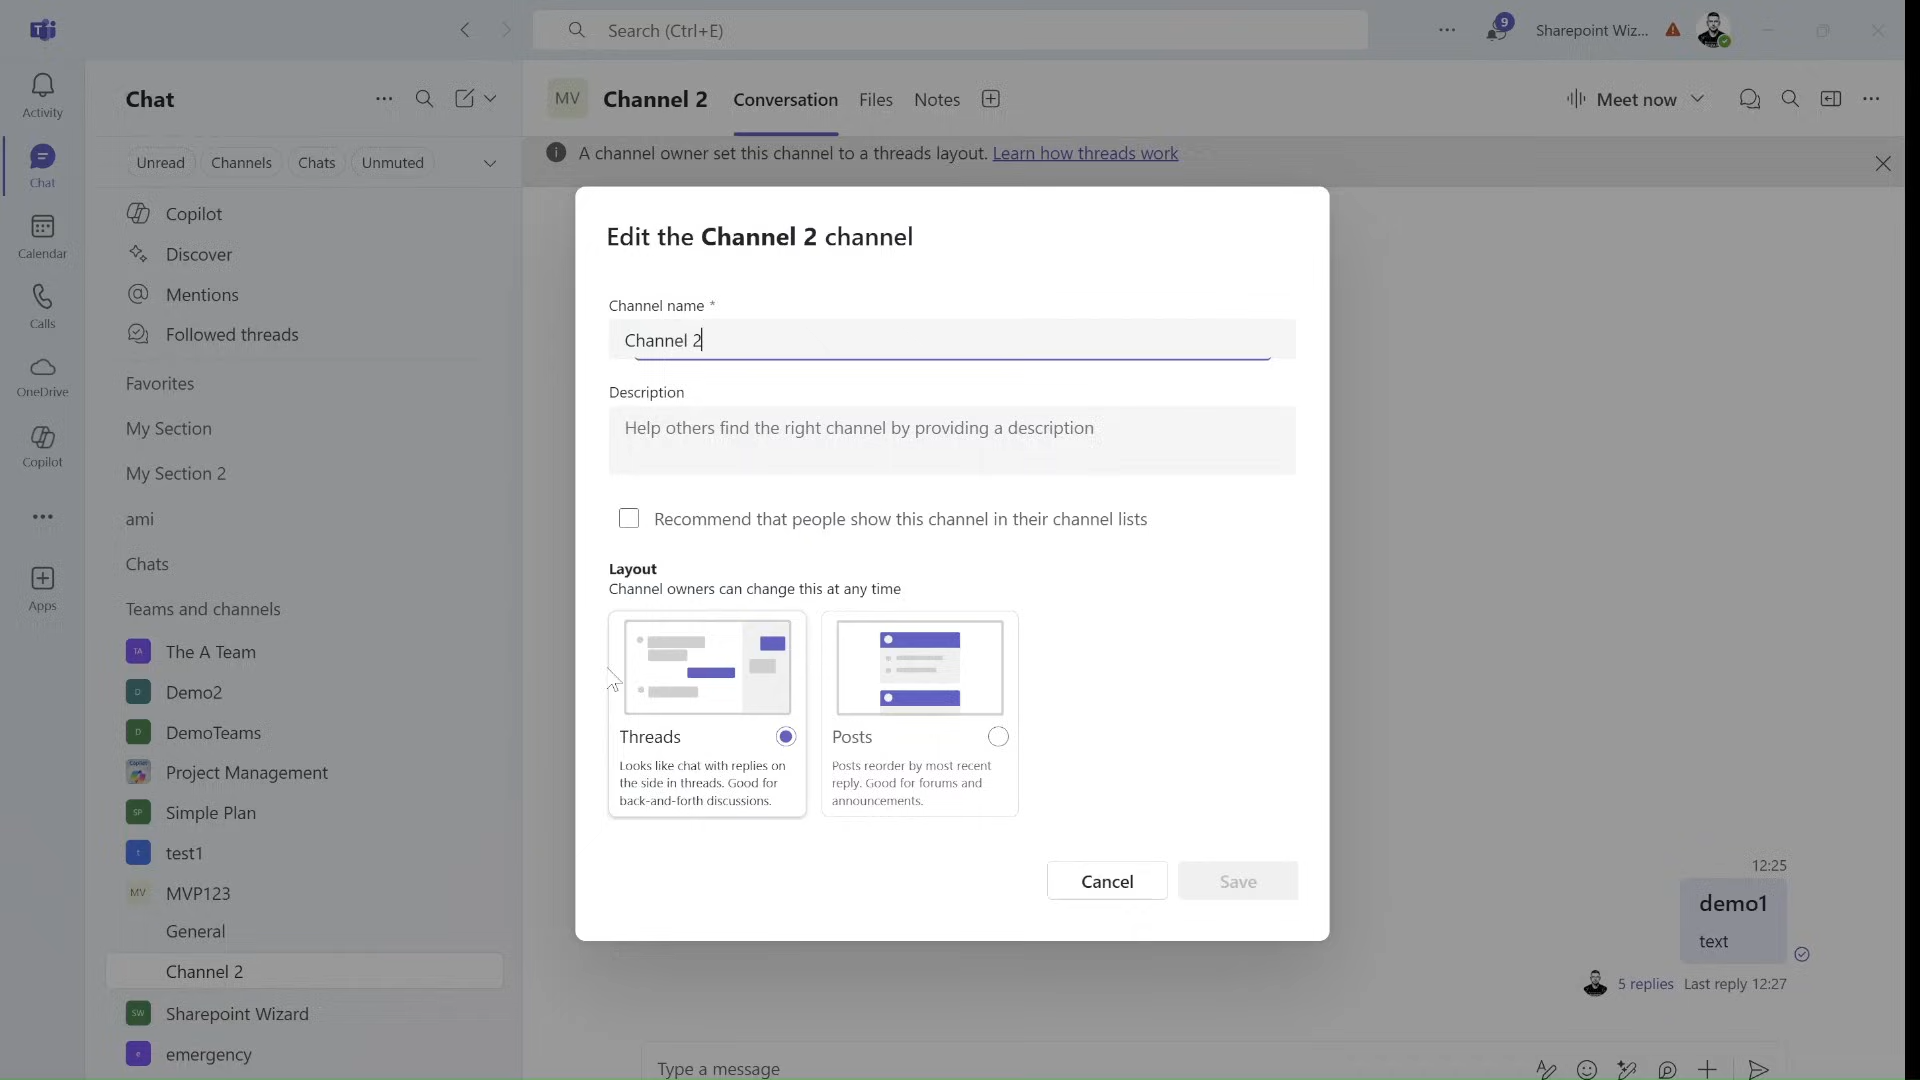 Search (Ctrl+E)
9
Sharepoint Wiz...
Activity
Chat
Calendar
Calls
OneDrive
Copilot
Apps
Chat
Unread
Channels
Chats
Unmuted
Copilot
Discover
Mentions
Followed threads
Favorites
My Section
My Section 2
ami
Chats
Teams and channels
TA
The A Team
D
Demo2
D
DemoTeams
Project Management
SP
Simple Plan
t
test1
MV
MVP123
General
Channel 2
SW
Sharepoint Wizard
e
emergency
MV
Channel 2
Conversation
Files
Notes
Meet now
A channel owner set this channel to a threads layout. Learn how threads work
Edit the Channel 2 channel
Channel name *
Channel 2
Description
Help others find the right channel by providing a description
Recommend that people show this channel in their channel lists
Layout
Channel owners can change this at any time
Threads
Looks like chat with replies on
the side in threads. Good for
back-and-forth discussions.
Posts
Posts reorder by most recent
reply. Good for forums and
announcements.
Cancel
Save
12:25
demo1
text
5 replies Last reply 12:27
Type a message